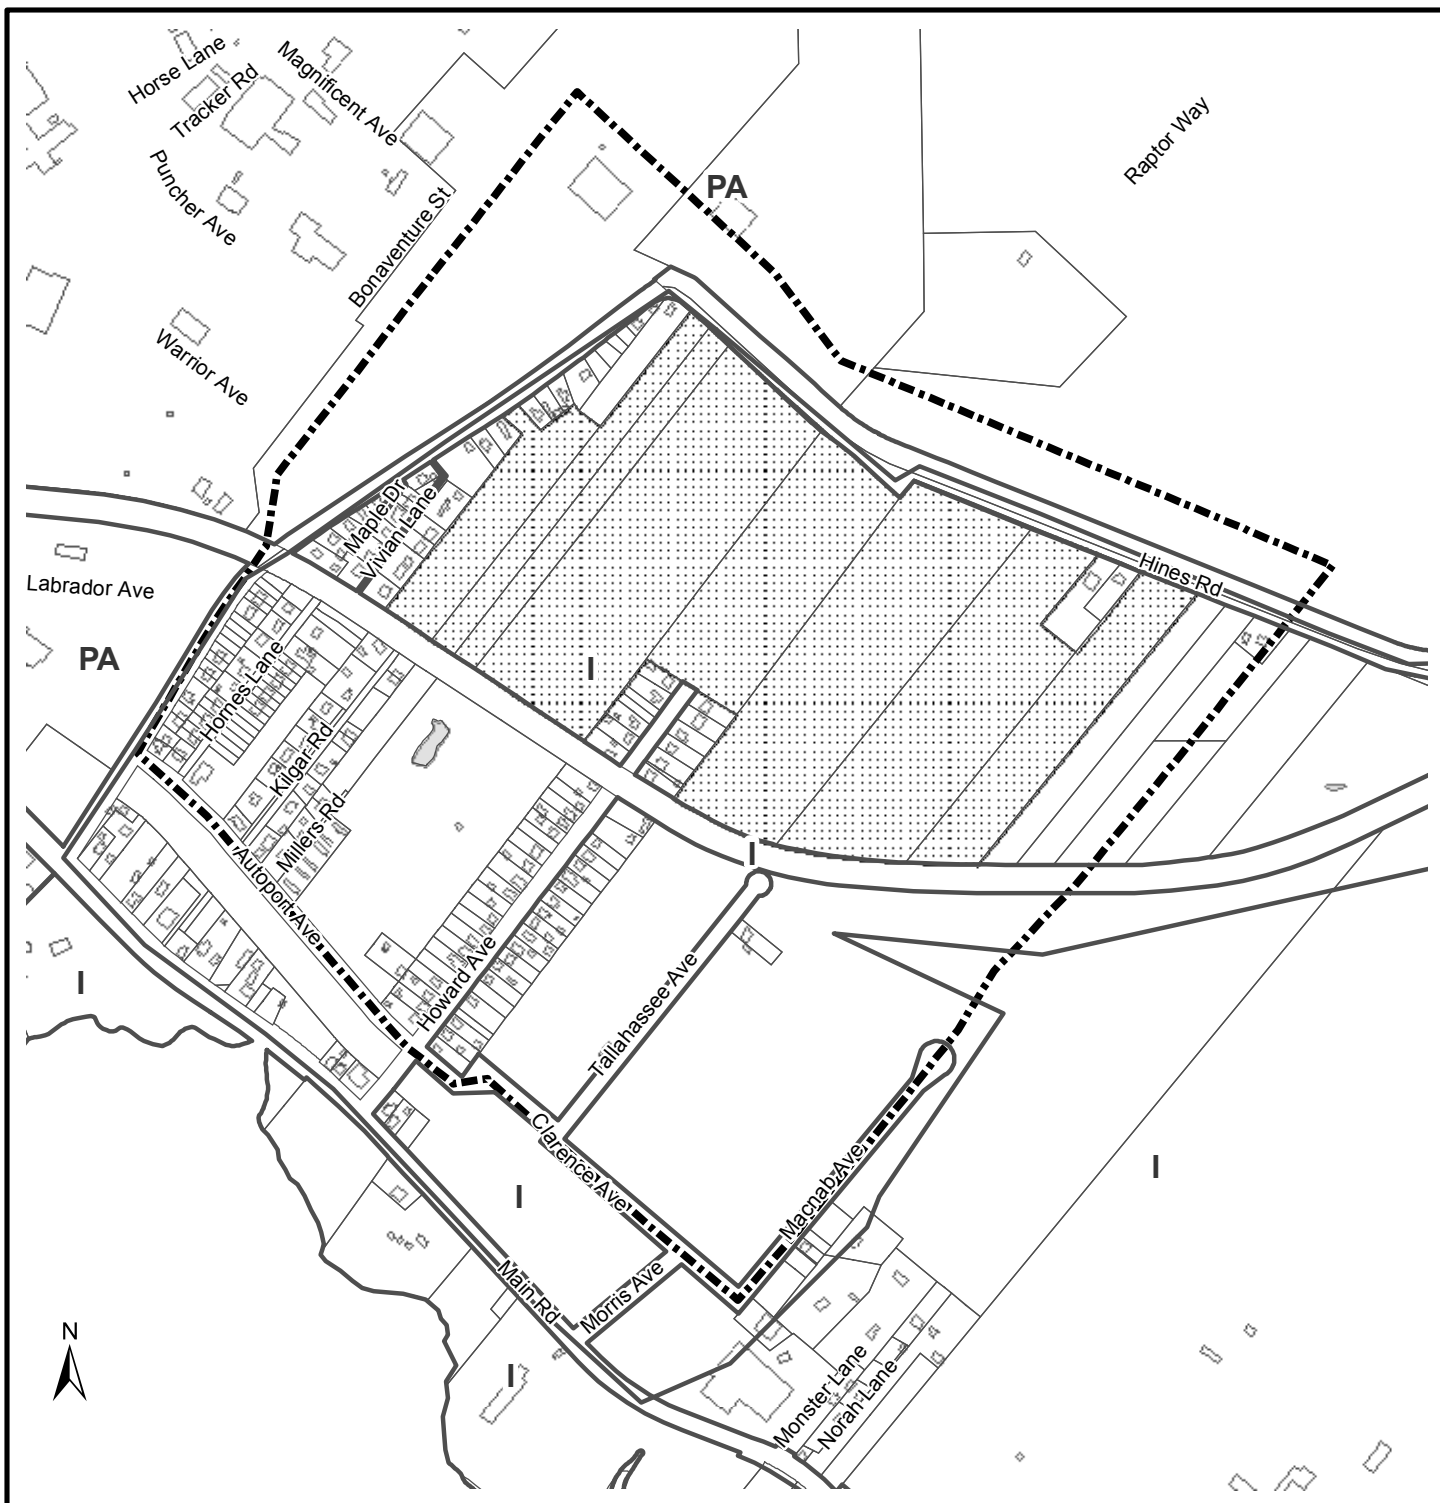 Horse Lane
Tracker Rd
Magnificent Ave
Puncher Ave
Bonaventure St
Warrior Ave
PA
Raptor Way
Maple Dr
Vivian Lane
Labrador Ave
PA
Hines Rd
I
Homes Lane
Kilgar Rd
Millers Rd
Autoport Ave
I
Howard Ave
Tallahassee Ave
I
Clarence Ave
Macnab Ave
I
I
Main Rd
Morris Ave
I
Monster Lane
Norah Lane
N